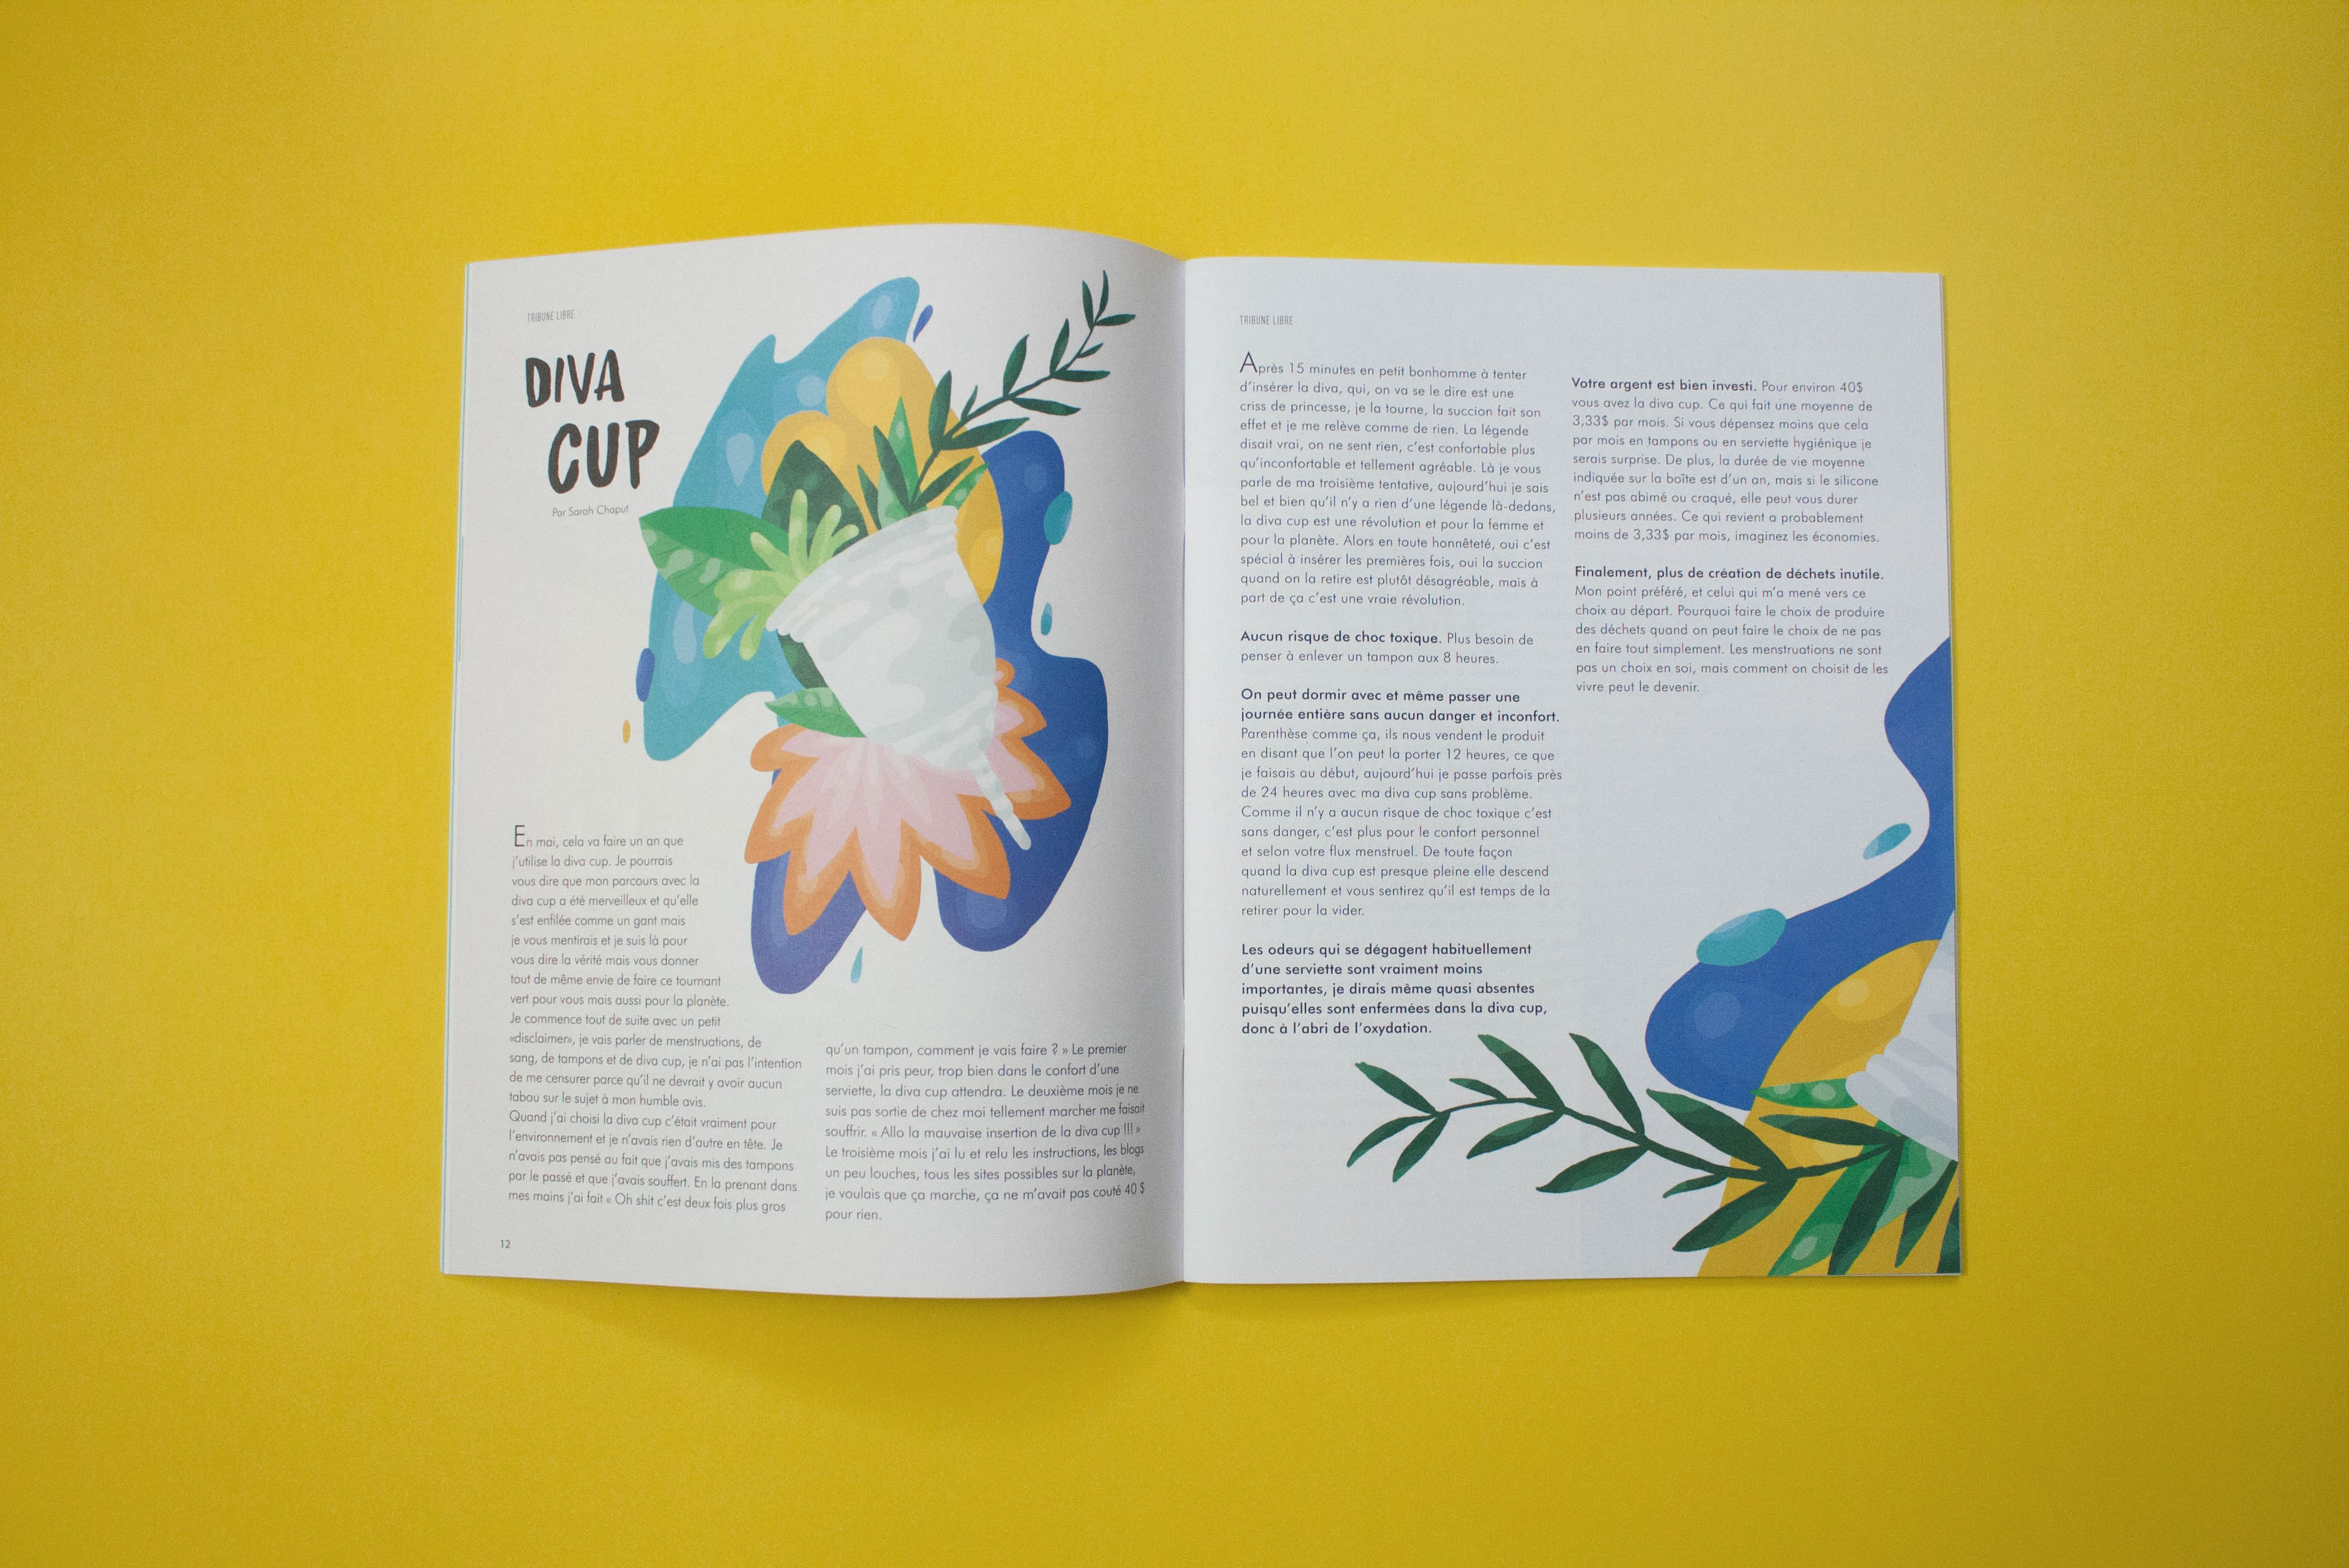 TRIBUNE LIBRE
DIVA
CUP
Par Sarah Chaput
En mai, cela va faire un an que
j'utilise la diva cup. Je pourrais
vous dire que mon parcours avec la
diva cup a été merveilleux et qu'elle
s'est enfilée comme un gant mais
je vous mentirais et je suis là pour
vous dire la vérité mais vous donner
tout de même envie de faire ce tournant
vert pour vous mais aussi pour la planète.
Je commence tout de suite avec un petit
«disclaimer», je vais parler de menstruations, de
sang, de tampons et de diva cup, je n'ai pas l'intention
de me censurer parce qu'il ne devrait y avoir aucun
tabou sur le sujet à mon humble avis.
Quand j'ai choisi la diva cup c'était vraiment pour
l'environnement et je n'avais rien d'autre en tête. Je
n'avais pas pensé au fait que j'avais mis des tampons
par le passé et que j'avais souffert. En la prenant dans
mes mains j'ai fait « Oh shit c'est deux fois plus gros
qu'un tampon, comment je vais faire ? » Le premier
mois j'ai pris peur, trop bien dans le confort d'une
serviette, la diva cup attendra. Le deuxième mois je ne
suis pas sortie de chez moi tellement marcher me faisait
souffrir. « Allo la mauvaise insertion de la diva cup !!! »
Le troisième mois j'ai lu et relu les instructions, les blogs
un peu louches, tous les sites possibles sur la planète,
je voulais que ça marche, ça ne m'avait pas couté 40 $
pour rien.
12
TRIBUNE LIBRE
Après 15 minutes en petit bonhomme à tenter
d'insérer la diva, qui, on va se le dire est une
criss de princesse, je la tourne, la succion fait son
effet et je me relève comme de rien. La légende
disait vrai, on ne sent rien, c'est confortable plus
qu'inconfortable et tellement agréable. Là je vous
parle de ma troisième tentative, aujourd'hui je sais
bel et bien qu'il n'y a rien d'une légende là-dedans,
la diva cup est une révolution et pour la femme et
pour la planète. Alors en toute honnêteté, oui c'est
spécial à insérer les premières fois, oui la succion
quand on la retire est plutôt désagréable, mais à
part de ça c'est une vraie révolution.
Aucun risque de choc toxique. Plus besoin de
penser à enlever un tampon aux 8 heures.
On peut dormir avec et même passer une
journée entière sans aucun danger et inconfort.
Parenthèse comme ça, ils nous vendent le produit
en disant que l'on peut la porter 12 heures, ce que
je faisais au début, aujourd'hui je passe parfois près
de 24 heures avec ma diva cup sans problème.
Comme il n'y a aucun risque de choc toxique c'est
sans danger, c'est plus pour le confort personnel
et selon votre flux menstruel. De toute façon
quand la diva cup est presque pleine elle descend
naturellement et vous sentirez qu'il est temps de la
retirer pour la vider.
Les odeurs qui se dégagent habituellement
d'une serviette sont vraiment moins
importantes, je dirais même quasi absentes
puisqu'elles sont enfermées dans la diva cup,
donc à l'abri de l'oxydation.
Votre argent est bien investi. Pour environ 40$
vous avez la diva cup. Ce qui fait une moyenne de
3,33$ par mois. Si vous dépensez moins que cela
par mois en tampons ou en serviette hygiénique je
serais surprise. De plus, la durée de vie moyenne
indiquée sur la boîte est d'un an, mais si le silicone
n'est pas abimé ou craqué, elle peut vous durer
plusieurs années. Ce qui revient a probablement
moins de 3,33$ par mois, imaginez les économies.
Finalement, plus de création de déchets inutile.
Mon point préféré, et celui qui m'a mené vers ce
choix au départ. Pourquoi faire le choix de produire
des déchets quand on peut faire le choix de ne pas
en faire tout simplement. Les menstruations ne sont
pas un choix en soi, mais comment on choisit de les
vivre peut le devenir.